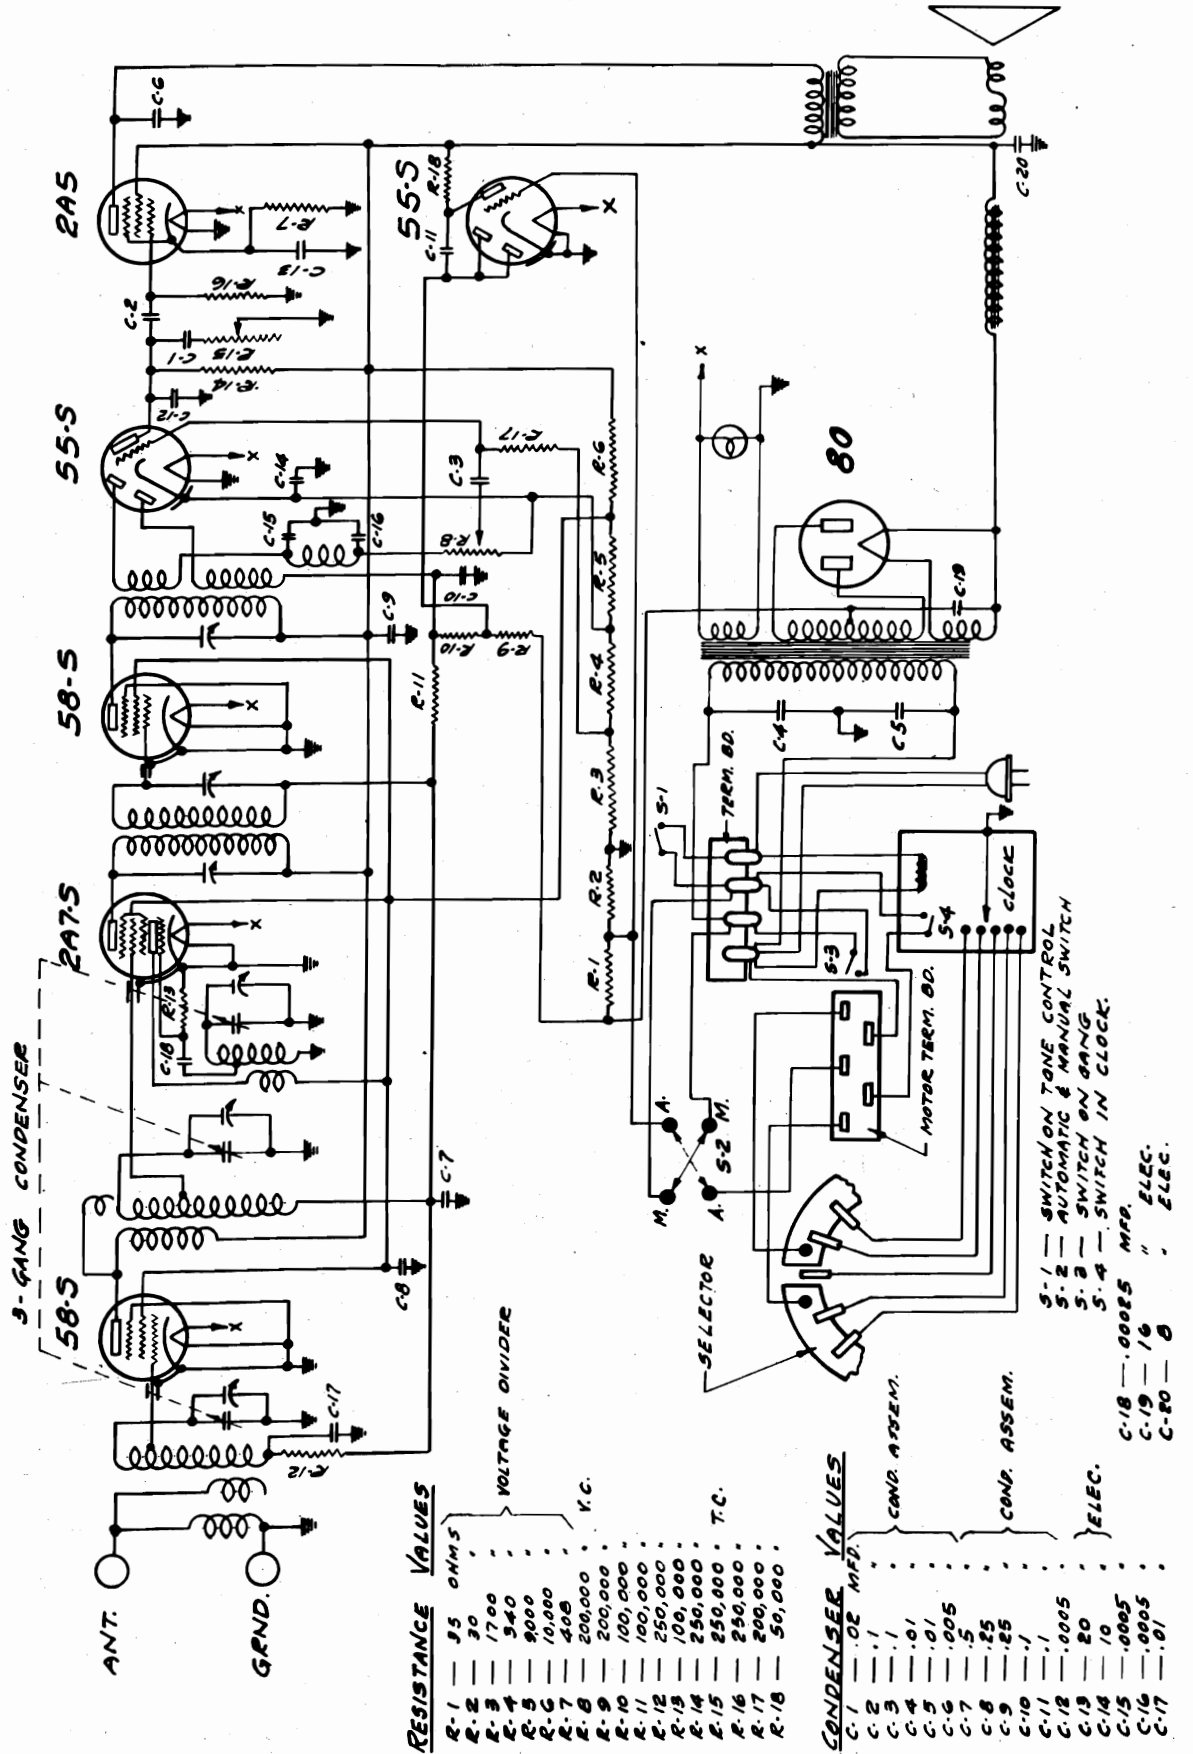 3-GANG CONDENSER
58-S
2A7-S
58-S
55-S
2A5
55-S
80
ANT.
GRND.
R-12
C-17
C-8
C-7
C-18
R-13
R-11
C-9
R-10
R-9
C-10
R-8
C-15
C-16
C-14
C-3
R-17
C-12
R-14
R-15
C-1
C-2
R-16
C-13
R-7
C-6
C-11
R-18
X
X
X
X
X
X
X
R-1
R-2
R-3
R-4
R-5
R-6
C-20
C-19
C-4
C-5
S-1
TERM. BD.
S-3
S-4
CLOCK
MOTOR TERM. BD.
M.
A.
A.
M.
S-2
SELECTOR
RESISTANCE VALUES
R-1 — 35 OHMS
R-2 — 30 "
R-3 — 1700 "
R-4 — 340 "
R-5 — 9000 "
R-6 — 10,000 "
VOLTAGE DIVIDER
R-7 — 408 "
R-8 — 200,000 " V.C.
R-9 — 200,000 "
R-10 — 100,000 "
R-11 — 100,000 "
R-12 — 250,000 "
R-13 — 100,000 "
R-14 — 250,000 "
R-15 — 250,000 " T.C.
R-16 — 250,000 "
R-17 — 200,000 "
R-18 — 50,000 "
CONDENSER VALUES
C-1 — .02 MFD.
C-2 — .1 "
C-3 — .1 "
C-4 — .01 "
C-5 — .01 "
C-6 — .005 "
COND. ASSEM.
C-7 — .5 "
C-8 — .25 "
C-9 — .25 "
C-10 — .1 "
C-11 — .1 "
COND. ASSEM.
C-12 — .0005 "
C-13 — 20 "
C-14 — 10 "
ELEC.
C-15 — .0005 "
C-16 — .0005 "
C-17 — .01 "
C-18 — .00025 MFD.
C-19 — 16 " ELEC.
C-20 — 8 " ELEC.
S-1 — SWITCH ON TONE CONTROL
S-2 — AUTOMATIC & MANUAL SWITCH
S-3 — SWITCH ON GANG
S-4 — SWITCH IN CLOCK.